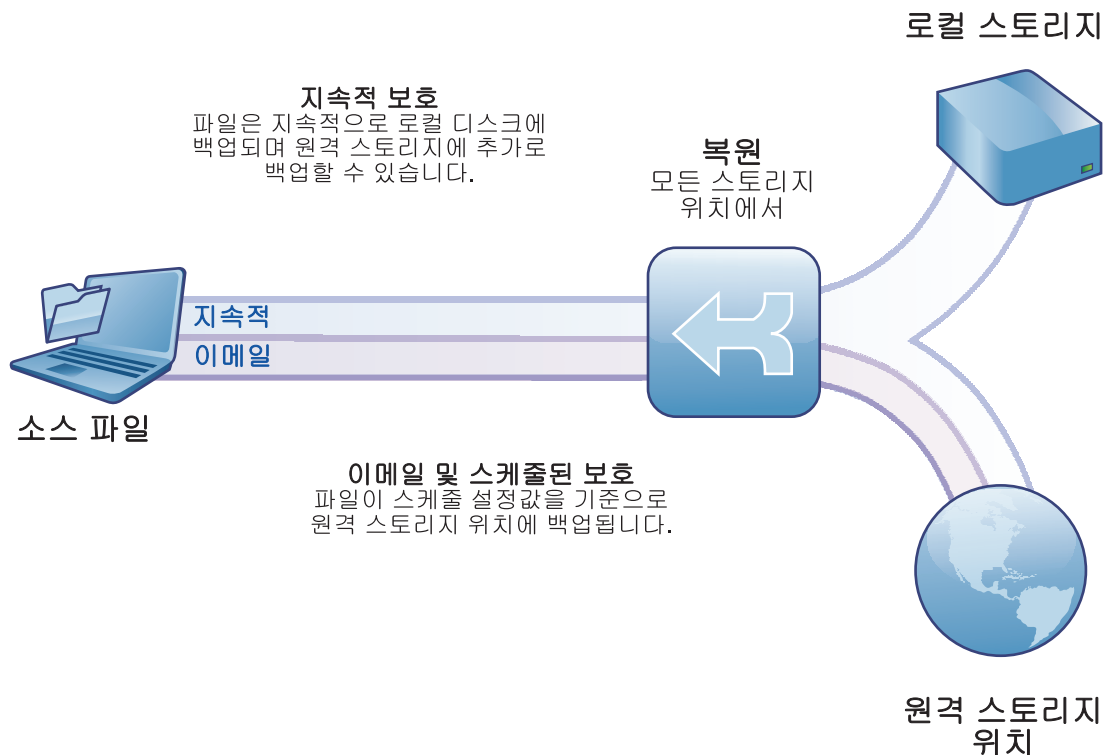 로컬 스토리지
지속적 보호
파일은 지속적으로 로컬 디스크에
백업되며 원격 스토리지에 추가로
백업할 수 있습니다.
복원
모든 스토리지
위치에서
지속적
이메일
소스 파일
이메일 및 스케줄된 보호
파일이 스케줄 설정값을 기준으로
원격 스토리지 위치에 백업됩니다.
원격 스토리지
위치